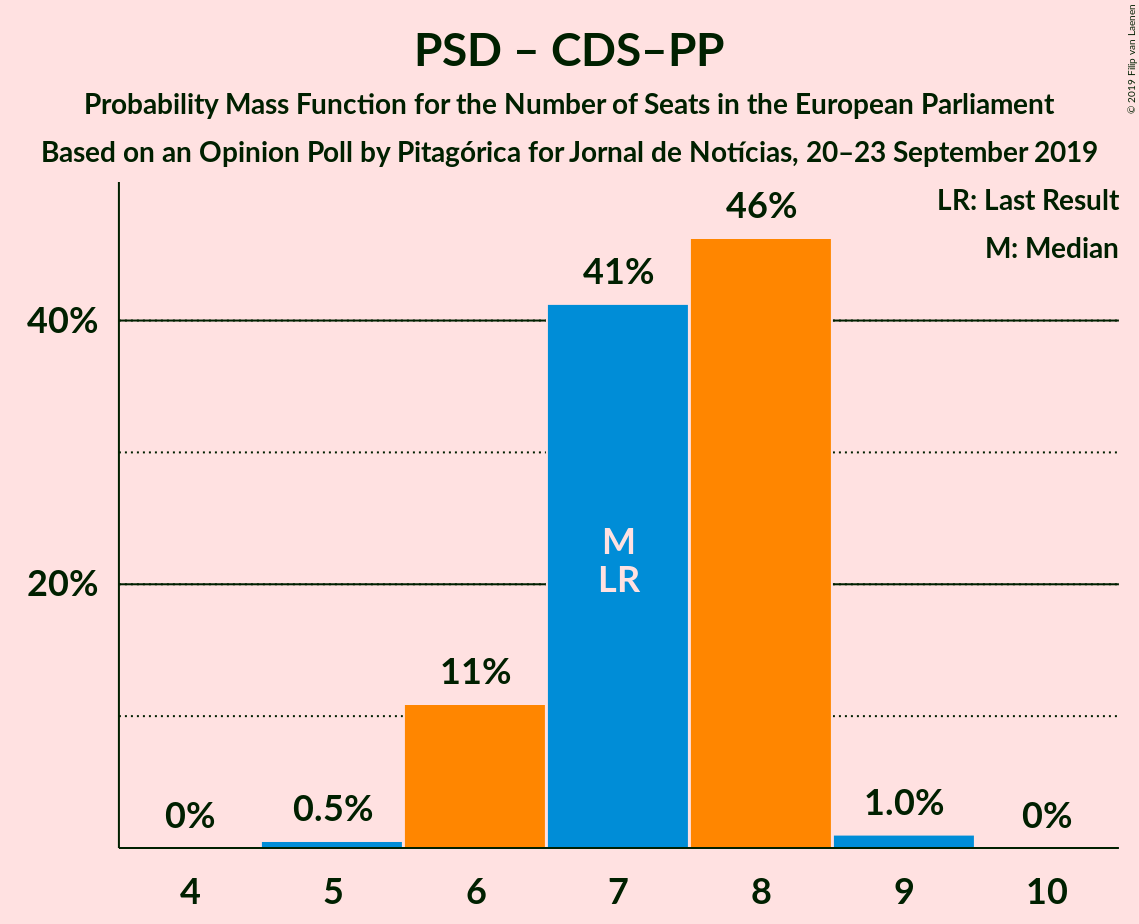 PSD – CDS–PP
Probability Mass Function for the Number of Seats in the European Parliament
Based on an Opinion Poll by Pitagórica for Jornal de Notícias, 20–23 September 2019
© 2019 Filip van Laenen
LR: Last Result
M: Median
46%
41%
40%
M
LR
20%
11%
0%
0.5%
1.0%
0%
4 5 6 7 8 9 10